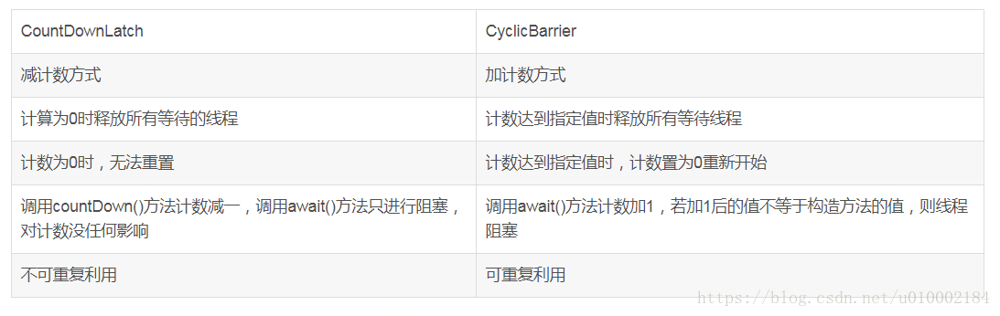 CountDownLatch
CyclicBarrier
减计数方式
加计数方式
计算为0时释放所有等待的线程
计数达到指定值时释放所有等待线程
计数为0时，无法重置
计数达到指定值时，计数置为0重新开始
调用countDown()方法计数减一，调用await()方法只进行阻塞，
对计数没任何影响
调用await()方法计数加1，若加1后的值不等于构造方法的值，则线程
阻塞
不可重复利用
可重复利用
https://blog.csdn.net/u010002184